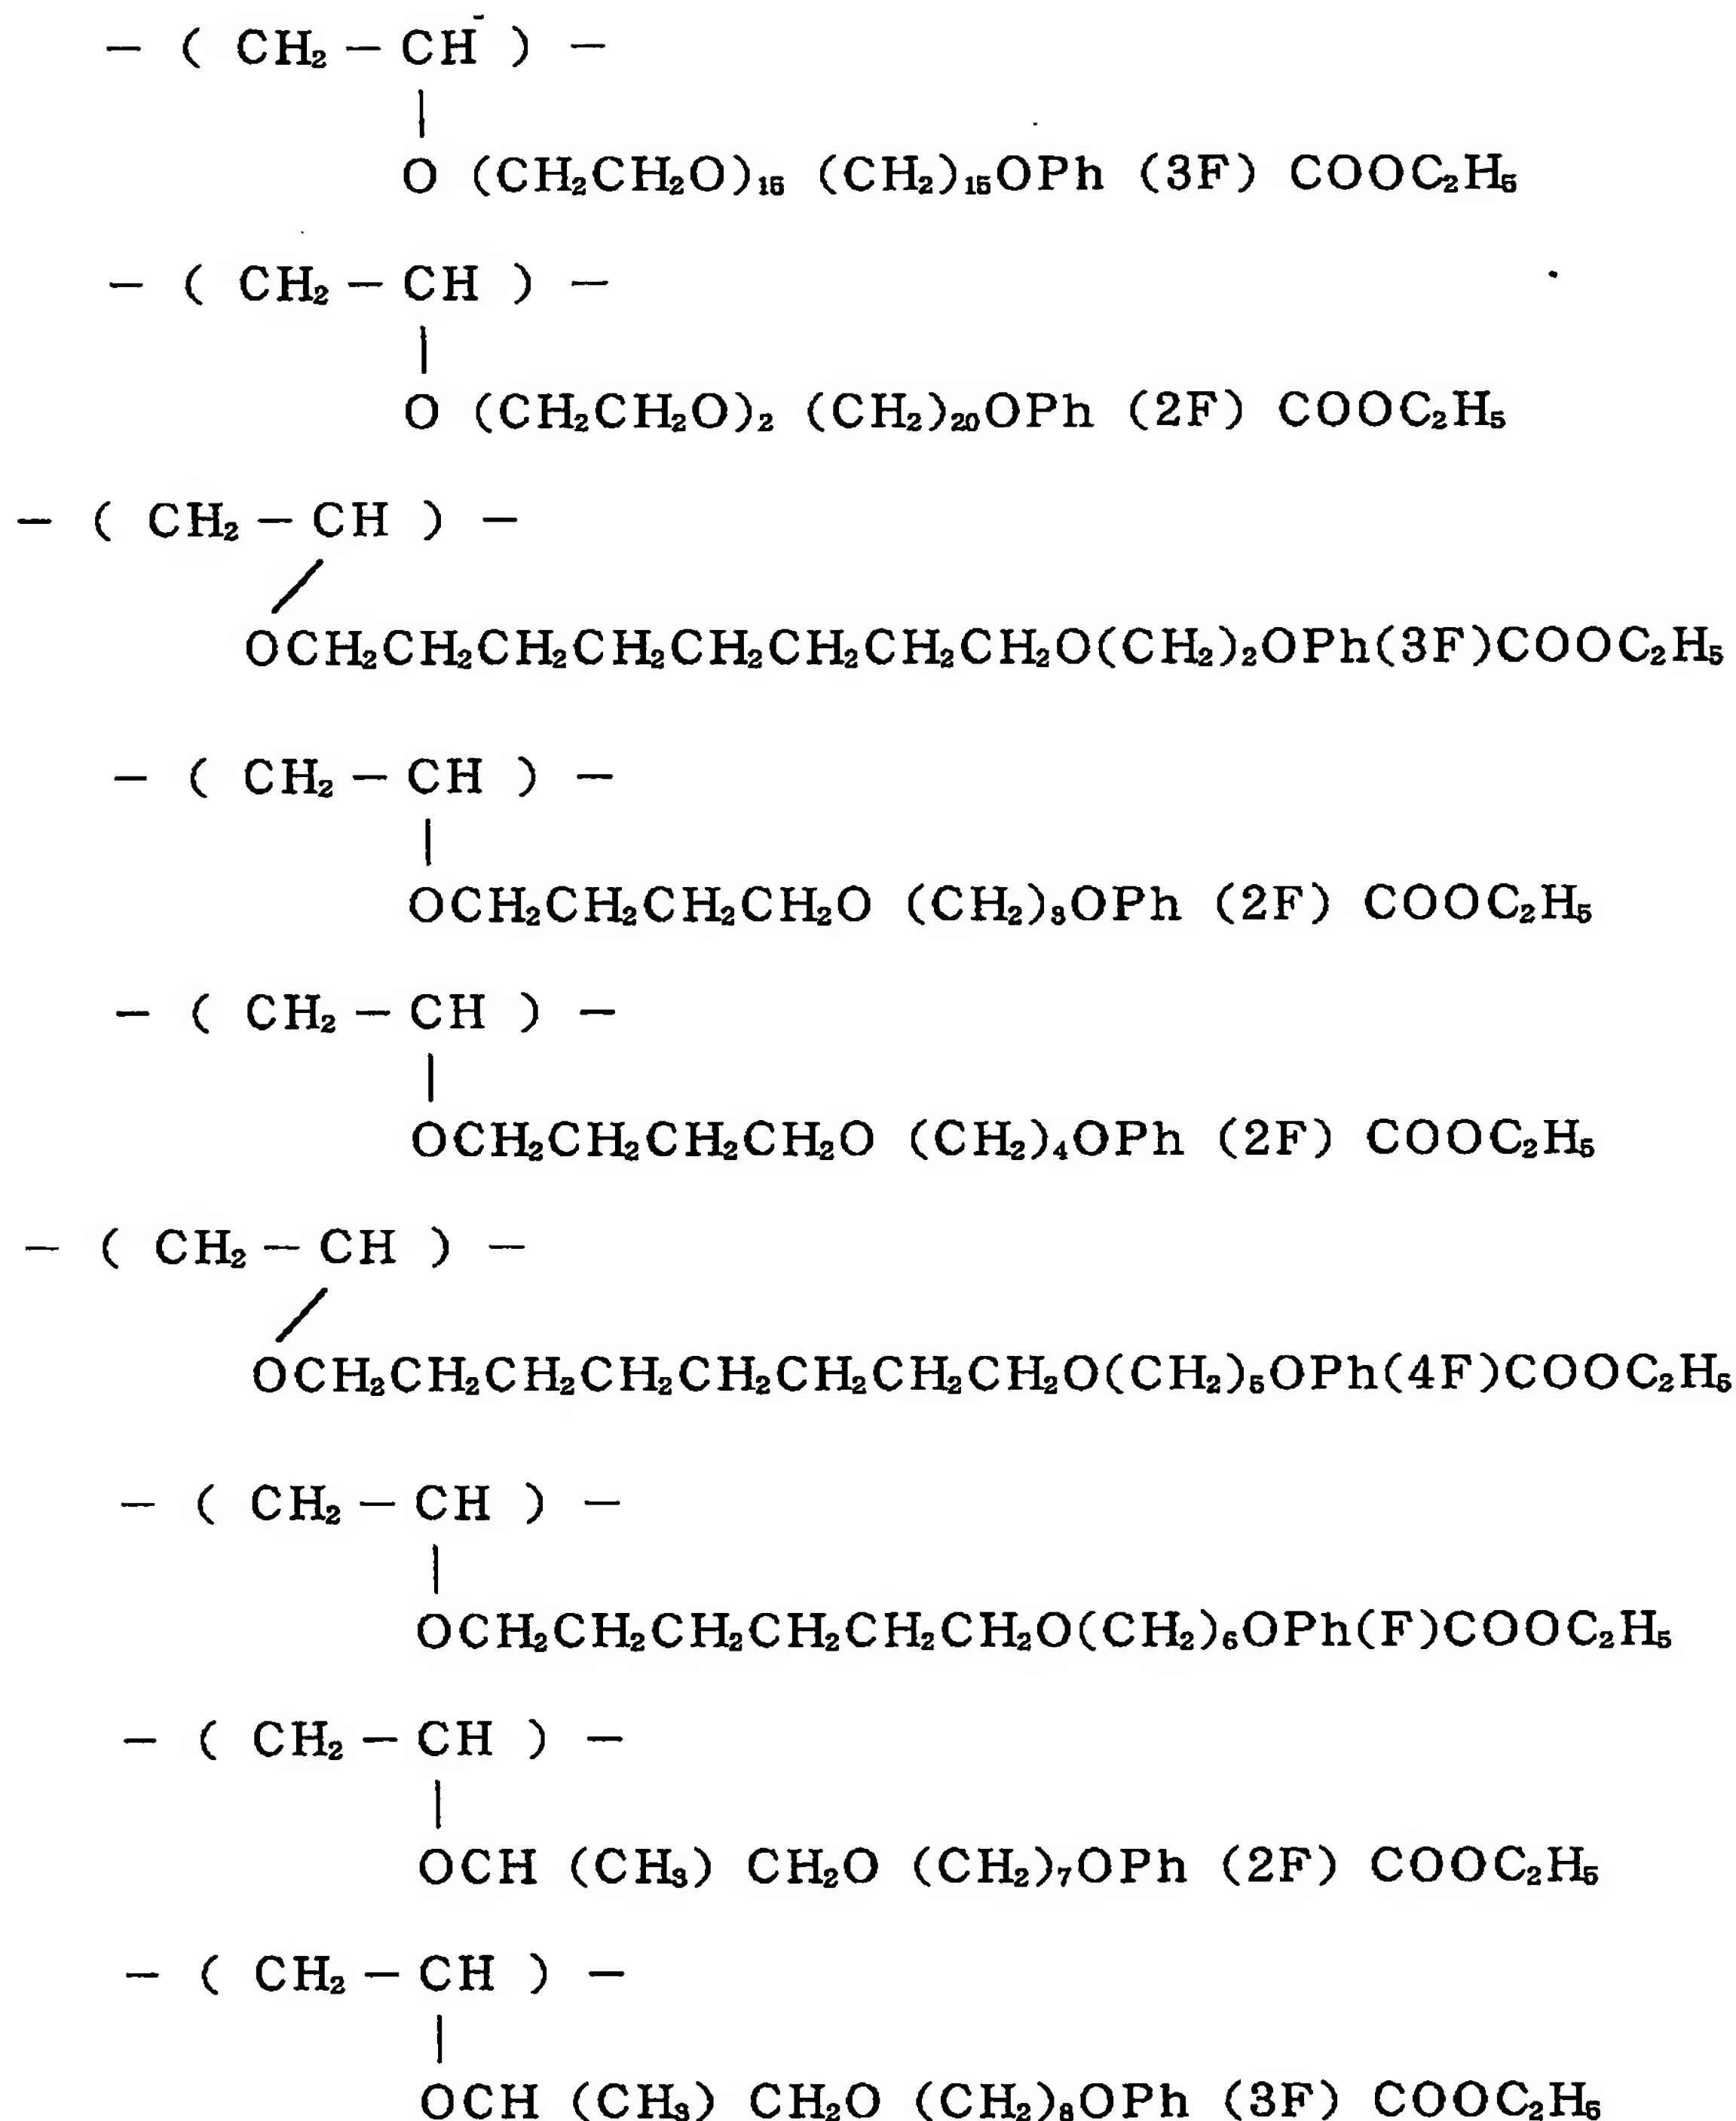 − ( CH₂ − CH ) −
|
O (CH₂CH₂O)₁₅ (CH₂)₁₅OPh (3F) COOC₂H₅
− ( CH₂ − CH ) −
|
O (CH₂CH₂O)₂ (CH₂)₂₀OPh (2F) COOC₂H₅
− ( CH₂ − CH ) −
/
OCH₂CH₂CH₂CH₂CH₂CH₂CH₂CH₂O(CH₂)₂OPh(3F)COOC₂H₅
− ( CH₂ − CH ) −
|
OCH₂CH₂CH₂CH₂O (CH₂)₃OPh (2F) COOC₂H₅
− ( CH₂ − CH ) −
|
OCH₂CH₂CH₂CH₂O (CH₂)₄OPh (2F) COOC₂H₅
− ( CH₂ − CH ) −
/
OCH₂CH₂CH₂CH₂CH₂CH₂CH₂CH₂O(CH₂)₅OPh(4F)COOC₂H₅
− ( CH₂ − CH ) −
|
OCH₂CH₂CH₂CH₂CH₂CH₂O(CH₂)₆OPh(F)COOC₂H₅
− ( CH₂ − CH ) −
|
OCH (CH₃) CH₂O (CH₂)₇OPh (2F) COOC₂H₅
− ( CH₂ − CH ) −
|
OCH (CH₃) CH₂O (CH₂)₈OPh (3F) COOC₂H₅